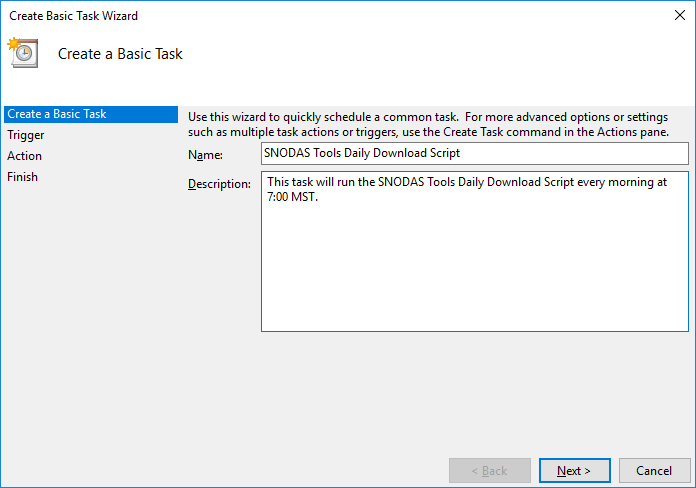 Create Basic Task Wizard
Create a Basic Task
Create a Basic Task
Trigger
Action
Finish
Use this wizard to quickly schedule a common task.  For more advanced options or settings
such as multiple task actions or triggers, use the Create Task command in the Actions pane.
Name:
SNODAS Tools Daily Download Script
Description:
This task will run the SNODAS Tools Daily Download Script every morning at
7:00 MST.
< Back
Next >
Cancel